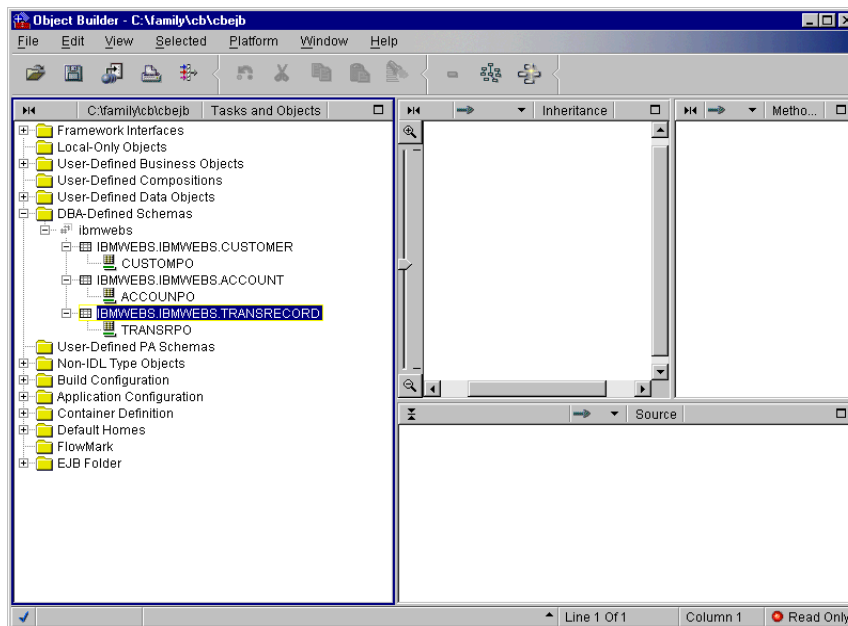 Object Builder - C:\family\cb\cbejb
File Edit View Selected Platform Window Help
C:\family\cb\cbejb Tasks and Objects
Inheritance
Metho...
Framework Interfaces
Local-Only Objects
User-Defined Business Objects
User-Defined Compositions
User-Defined Data Objects
DBA-Defined Schemas
ibmwebs
IBMWEBS.IBMWEBS.CUSTOMER
CUSTOMPO
IBMWEBS.IBMWEBS.ACCOUNT
ACCOUNPO
IBMWEBS.IBMWEBS.TRANSRECORD
TRANSRPO
User-Defined PA Schemas
Non-IDL Type Objects
Build Configuration
Application Configuration
Container Definition
Default Homes
FlowMark
EJB Folder
Source
Line 1 Of1 Column 1 Read Only